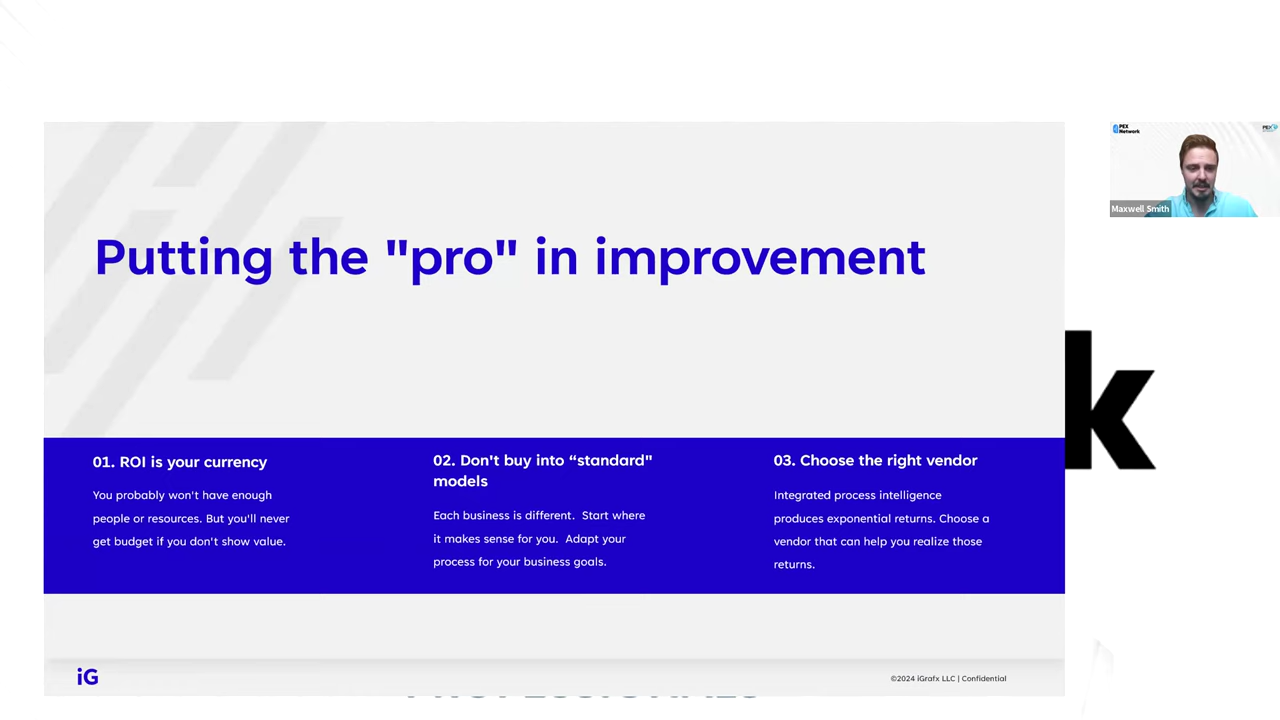 PEX
Network
PEX
Maxwell Smith
Putting the "pro" in improvement
k
01. ROI is your currency
You probably won't have enough
people or resources. But you'll never
get budget if you don't show value.
02. Don't buy into “standard”
models
Each business is different.  Start where
it makes sense for you.  Adapt your
process for your business goals.
03. Choose the right vendor
Integrated process intelligence
produces exponential returns. Choose a
vendor that can help you realize those
returns.
iG
©2024 iGrafx LLC | Confidential